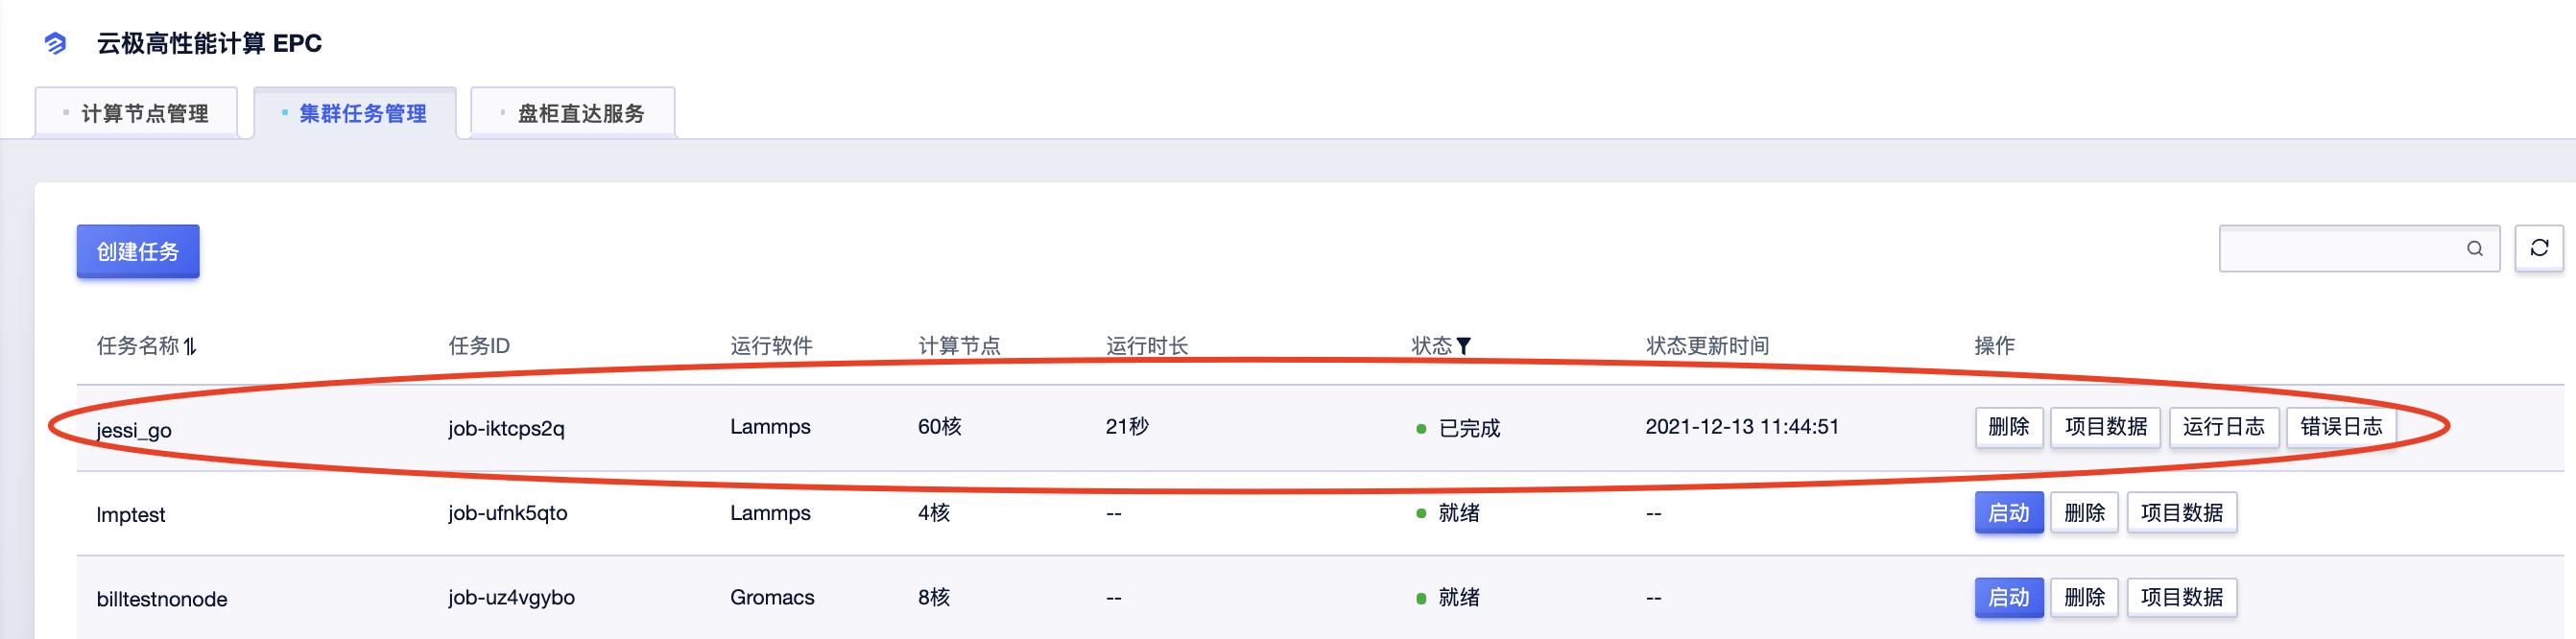 云极高性能计算 EPC
计算节点管理 集群任务管理 盘柜直达服务
创建任务
任务名称 任务ID 运行软件 计算节点 运行时长 状态 状态更新时间 操作
jessi_go job-iktcps2q Lammps 60核 21秒 已完成 2021-12-13 11:44:51 删除 项目数据 运行日志 错误日志
lmptest job-ufnk5qto Lammps 4核 -- 就绪 -- 启动 删除 项目数据
billtestnonode job-uz4vgybo Gromacs 8核 -- 就绪 -- 启动 删除 项目数据